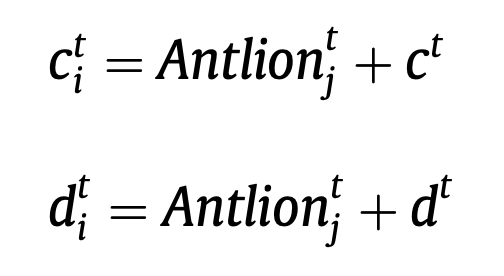 c_i^t = Antlion_j^t + c^t
d_i^t = Antlion_j^t + d^t